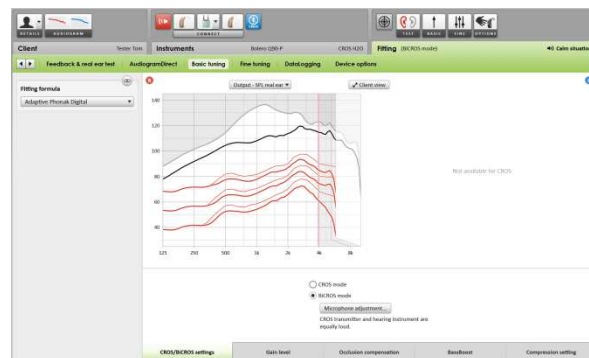 DETAILS AUDIOGRAM CONNECT TEST BASIC FINE OPTIONS
Client Tester Tom Instruments Bolero Q90-P CROS H2O Fitting (BiCROS mode) Calm situation
Feedback & real ear test AudiogramDirect Basic tuning Fine tuning DataLogging Device options
Fitting formula
Adaptive Phonak Digital
Output - SPL real ear
Client view
140
120
100
80
60
40
125 250 500 1k 2k 4k 8k
Not available for CROS
CROS mode
BiCROS mode
Microphone adjustment...
CROS transmitter and hearing instrument are
equally loud.
CROS/BiCROS settings Gain level Occlusion compensation BassBoost Compression setting